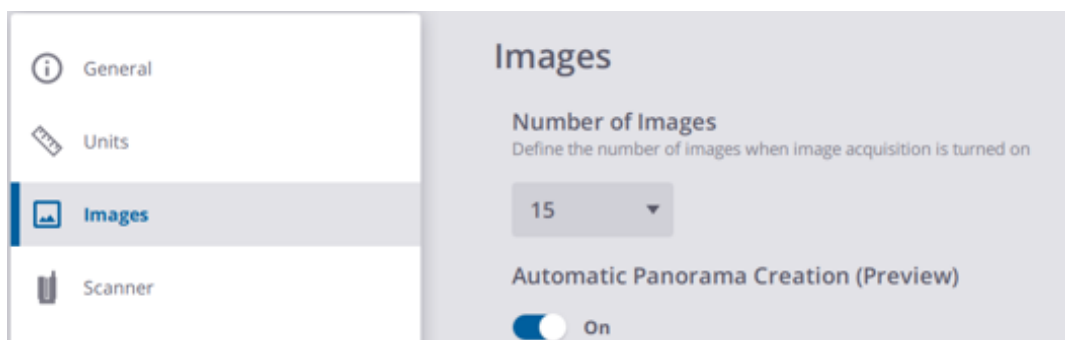 General
Units
Images
Scanner
Images
Number of Images
Define the number of images when image acquisition is turned on
15
Automatic Panorama Creation (Preview)
On